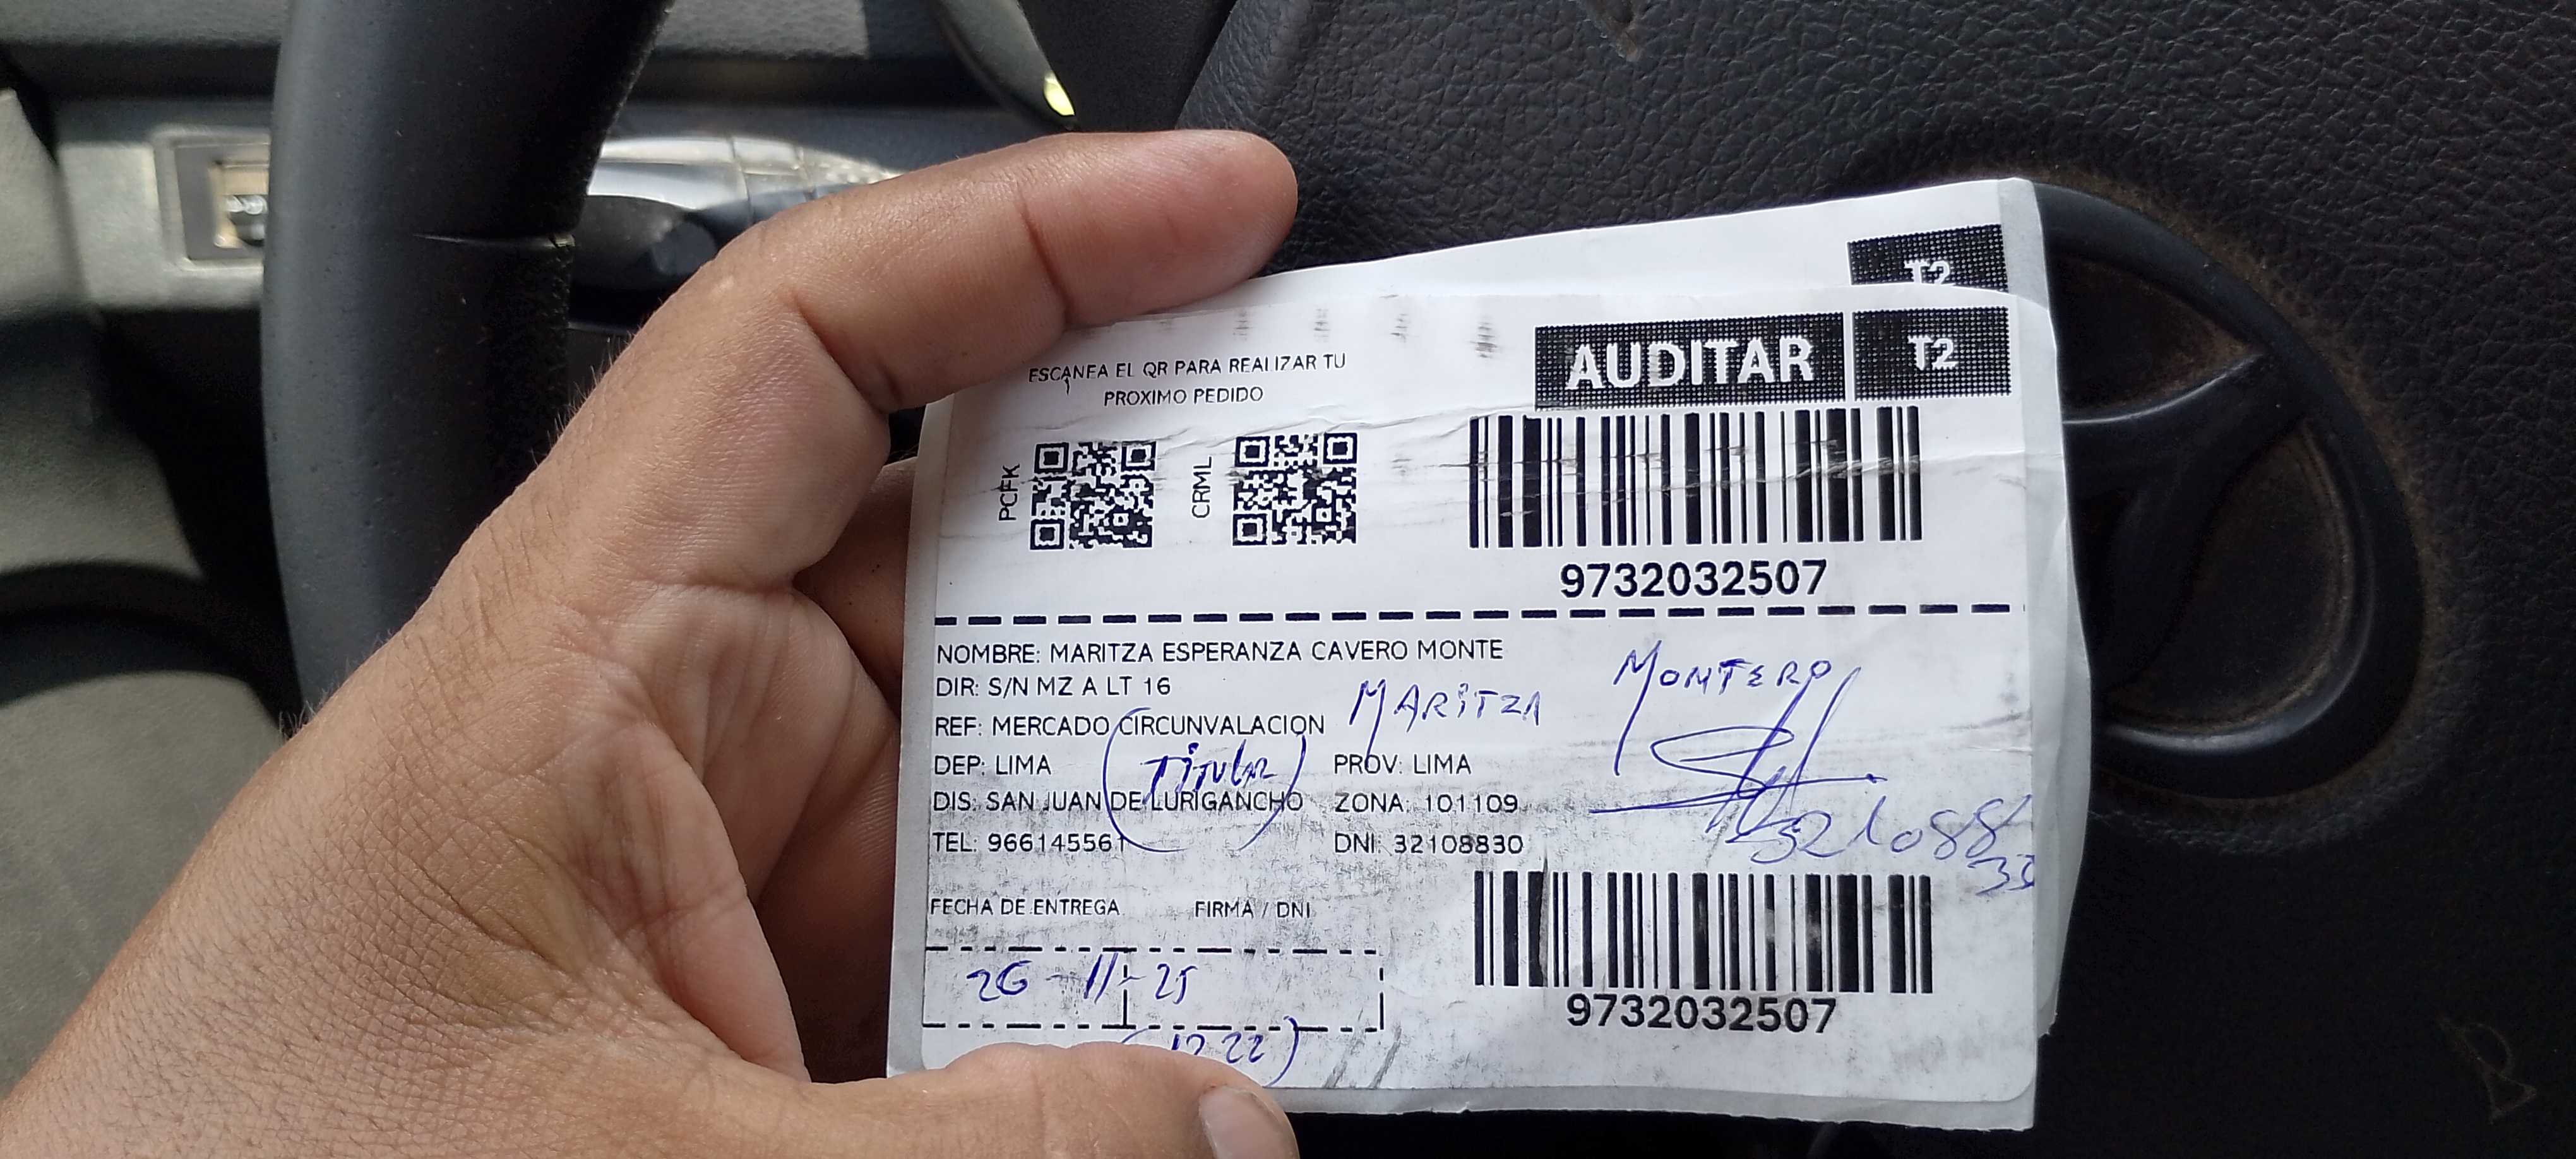 T2
AUDITAR T2
ESCANEA EL QR PARA REALIZAR TU
PROXIMO PEDIDO
PCFK
CRML
9732032507
NOMBRE: MARITZA ESPERANZA CAVERO MONTE
MONTERO
DIR: S/N MZ A LT 16
MARITZA
REF: MERCADO CIRCUNVALACION
Titular
DEP: LIMA PROV: LIMA
DIS: SAN JUAN DE LURIGANCHO ZONA: 101109
TEL: 966145561 DNI: 32108830
321088
FECHA DE ENTREGA FIRMA / DNI
26-11-25
9732032507